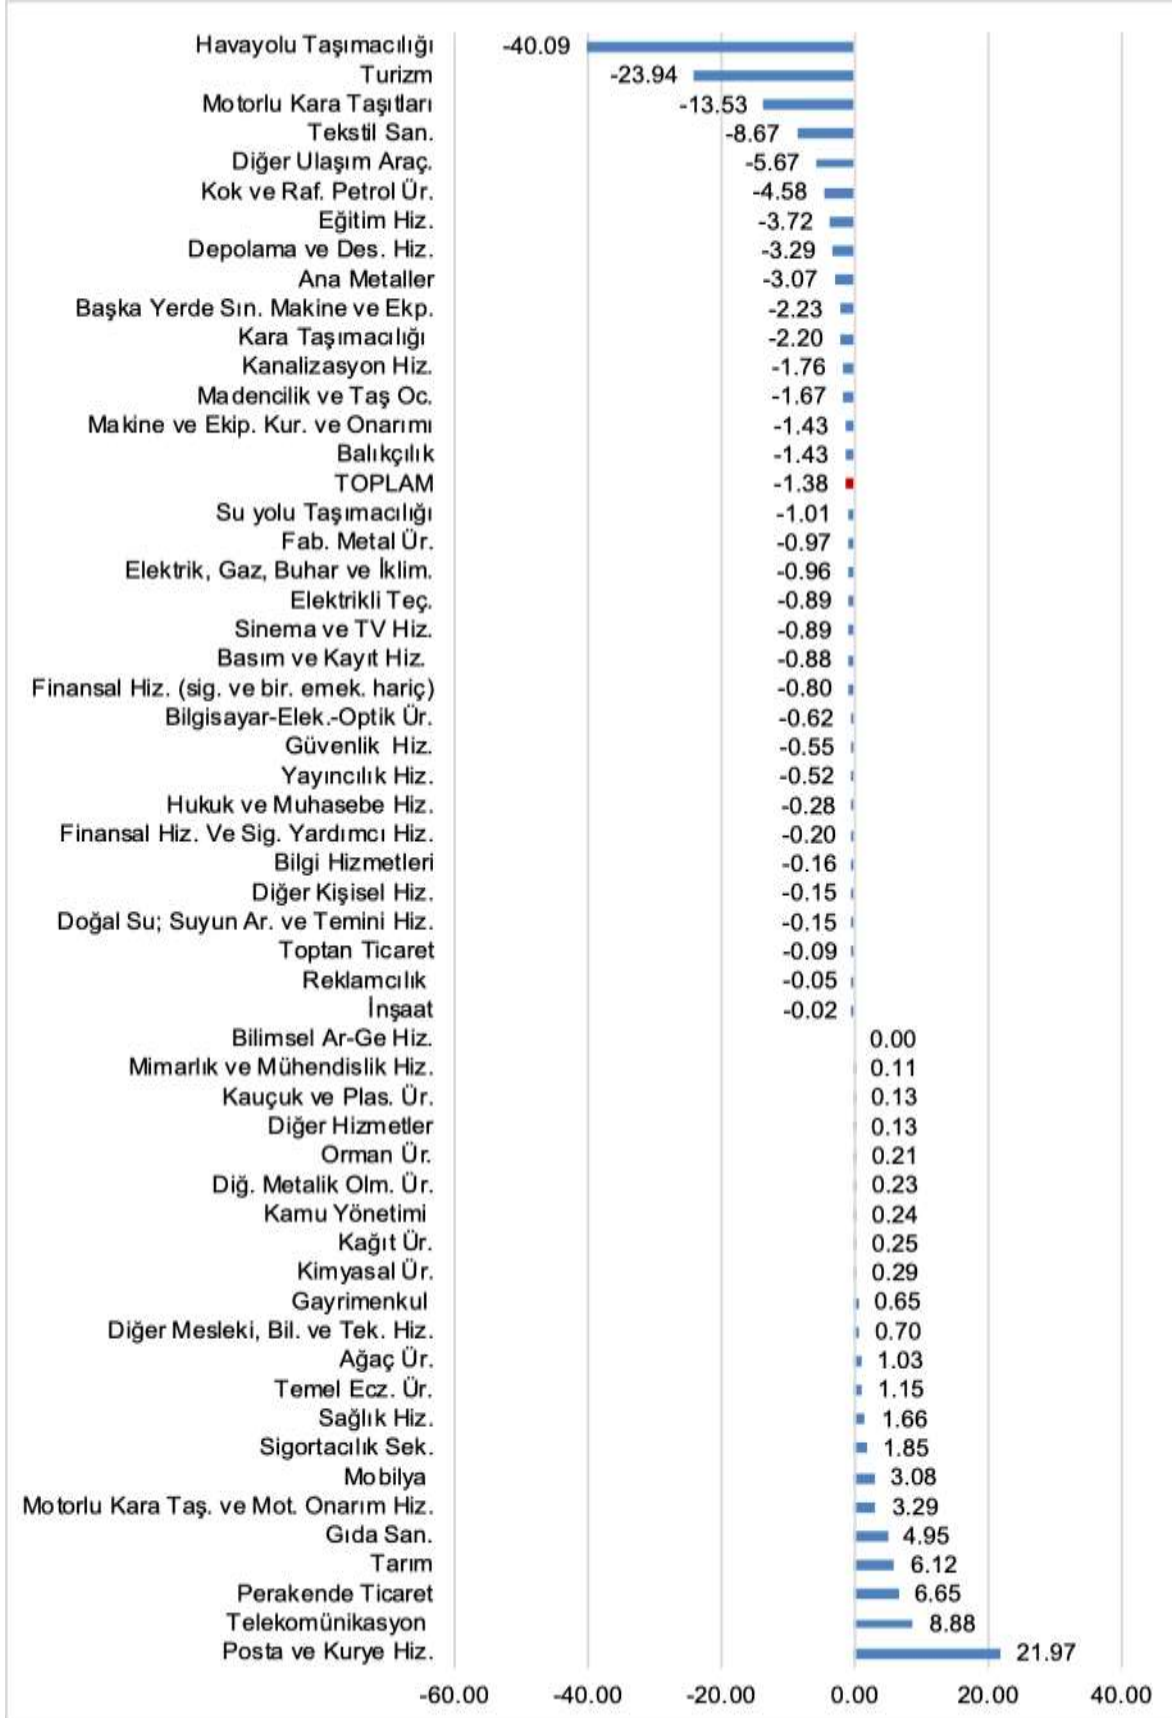 Havayolu Taşımacılığı -40.09
Turizm -23.94
Motorlu Kara Taşıtları -13.53
Tekstil San. -8.67
Diğer Ulaşım Araç. -5.67
Kok ve Raf. Petrol Ür. -4.58
Eğitim Hiz. -3.72
Depolama ve Des. Hiz. -3.29
Ana Metaller -3.07
Başka Yerde Sın. Makine ve Ekp. -2.23
Kara Taşımacılığı -2.20
Kanalizasyon Hiz. -1.76
Madencilik ve Taş Oc. -1.67
Makine ve Ekip. Kur. ve Onarımı -1.43
Balıkçılık -1.43
TOPLAM -1.38
Su yolu Taşımacılığı -1.01
Fab. Metal Ür. -0.97
Elektrik, Gaz, Buhar ve İklim. -0.96
Elektrikli Teç. -0.89
Sinema ve TV Hiz. -0.89
Basım ve Kayıt Hiz. -0.88
Finansal Hiz. (sig. ve bir. emek. hariç) -0.80
Bilgisayar-Elek.-Optik Ür. -0.62
Güvenlik Hiz. -0.55
Yayıncılık Hiz. -0.52
Hukuk ve Muhasebe Hiz. -0.28
Finansal Hiz. Ve Sig. Yardımcı Hiz. -0.20
Bilgi Hizmetleri -0.16
Diğer Kişisel Hiz. -0.15
Doğal Su; Suyun Ar. ve Temini Hiz. -0.15
Toptan Ticaret -0.09
Reklamcılık -0.05
İnşaat -0.02
Bilimsel Ar-Ge Hiz. 0.00
Mimarlık ve Mühendislik Hiz. 0.11
Kauçuk ve Plas. Ür. 0.13
Diğer Hizmetler 0.13
Orman Ür. 0.21
Diğ. Metalik Olm. Ür. 0.23
Kamu Yönetimi 0.24
Kağıt Ür. 0.25
Kimyasal Ür. 0.29
Gayrimenkul 0.65
Diğer Mesleki, Bil. ve Tek. Hiz. 0.70
Ağaç Ür. 1.03
Temel Ecz. Ür. 1.15
Sağlık Hiz. 1.66
Sigortacılık Sek. 1.85
Mobilya 3.08
Motorlu Kara Taş. ve Mot. Onarım Hiz. 3.29
Gıda San. 4.95
Tarım 6.12
Perakende Ticaret 6.65
Telekomünikasyon 8.88
Posta ve Kurye Hiz. 21.97
-60.00 -40.00 -20.00 0.00 20.00 40.00